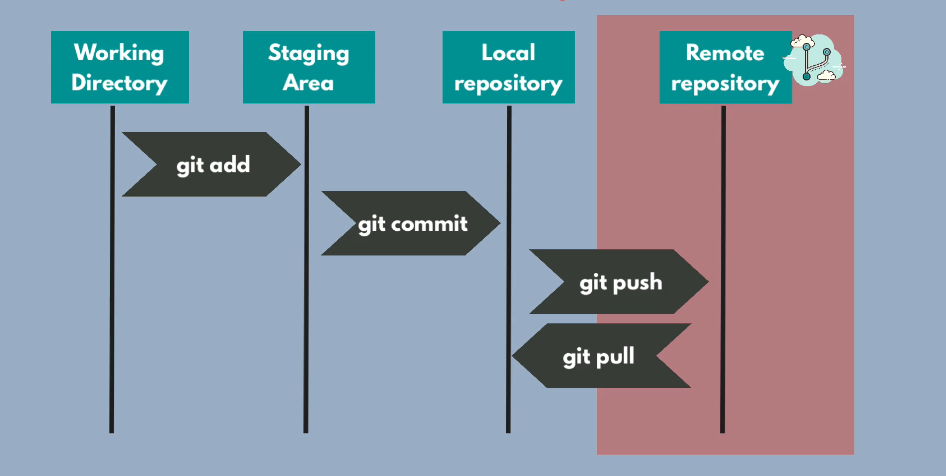 Working
Directory
Staging
Area
Local
repository
Remote
repository
git add
git commit
git push
git pull